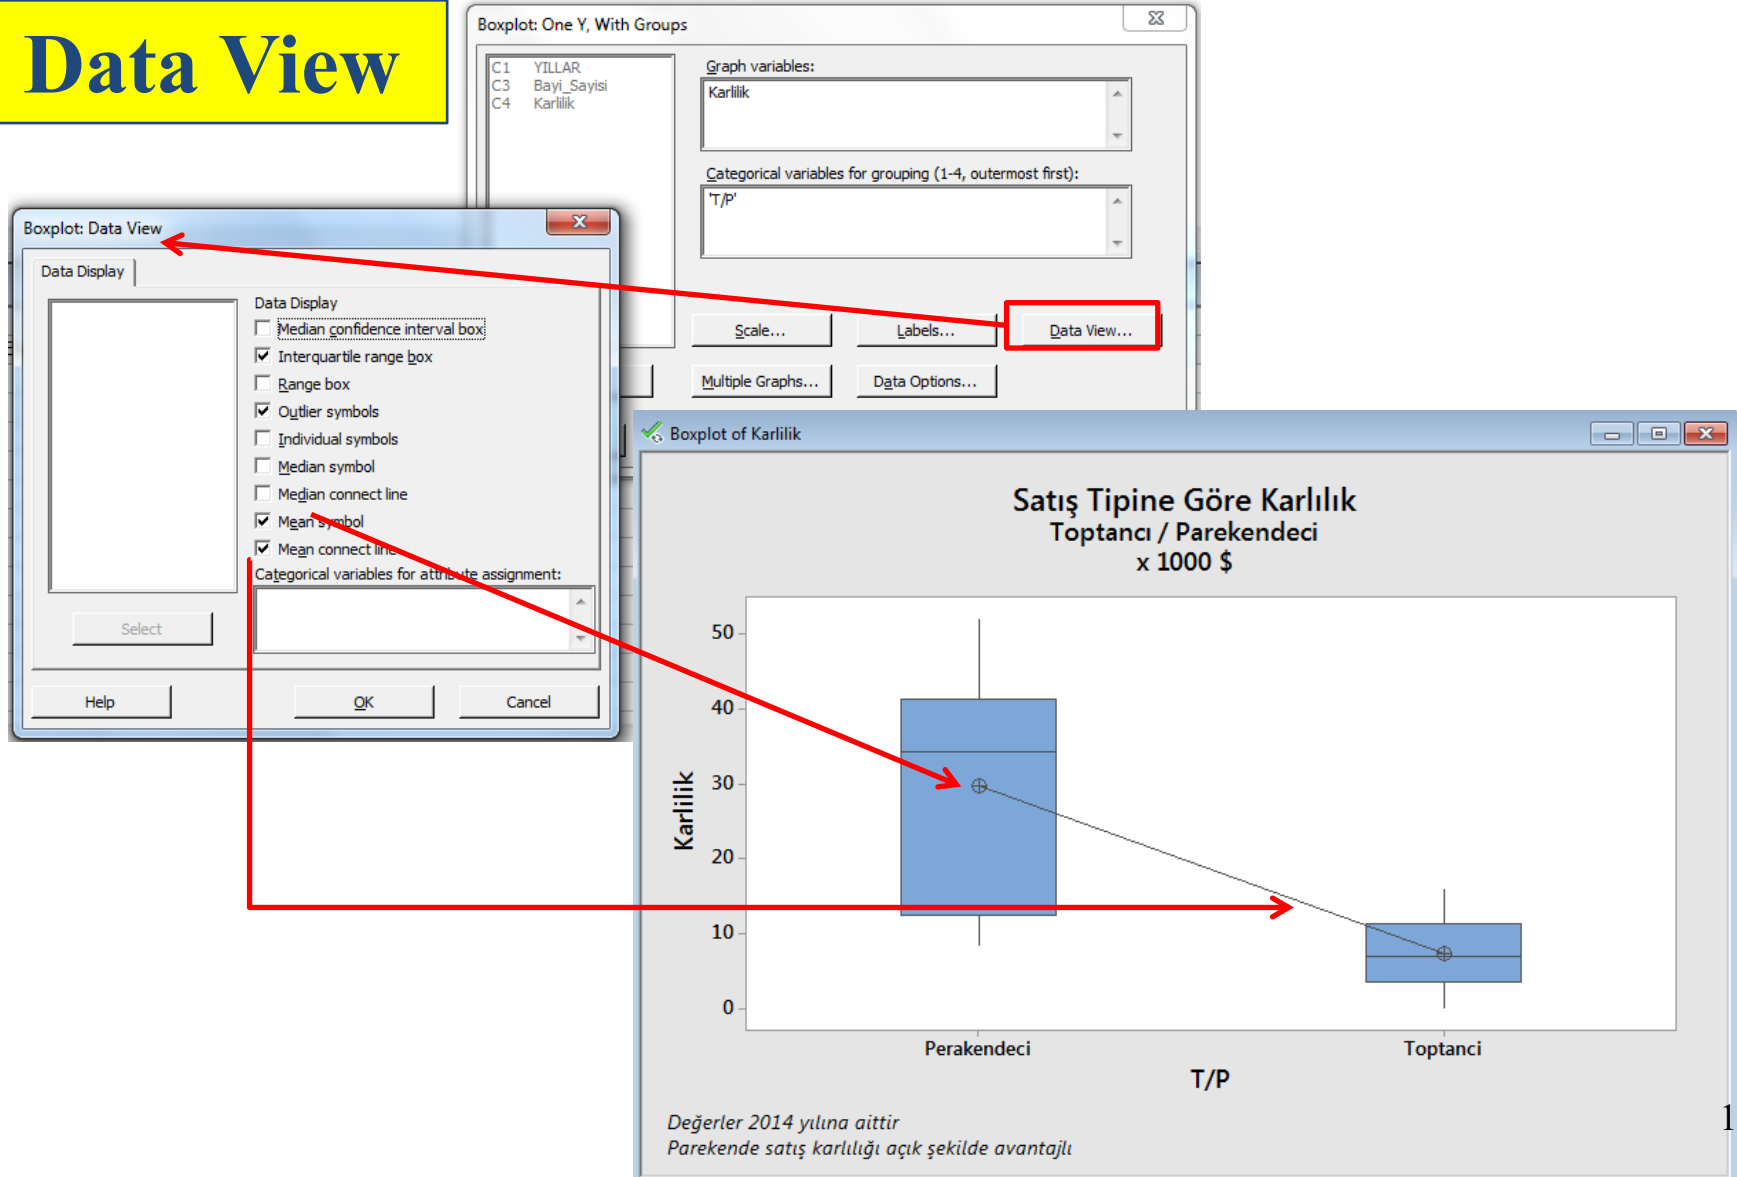 Data View
Boxplot: One Y, With Groups
C1 YILLAR
C3 Bayi_Sayisi
C4 Karlilik
Graph variables:
Karlilik
Categorical variables for grouping (1-4, outermost first):
'T/P'
Scale...
Labels...
Data View...
Multiple Graphs...
Data Options...
Boxplot: Data View
Data Display
Data Display
Median confidence interval box
Interquartile range box
Range box
Outlier symbols
Individual symbols
Median symbol
Median connect line
Mean symbol
Mean connect line
Categorical variables for attribute assignment:
Select
Help
OK
Cancel
Boxplot of Karlilik
Satış Tipine Göre Karlılık
Toptancı / Parekendeci
x 1000 $
50
40
30
20
10
0
Karlilik
Perakendeci
Toptanci
T/P
Değerler 2014 yılına aittir
Parekende satış karlılığı açık şekilde avantajlı
1